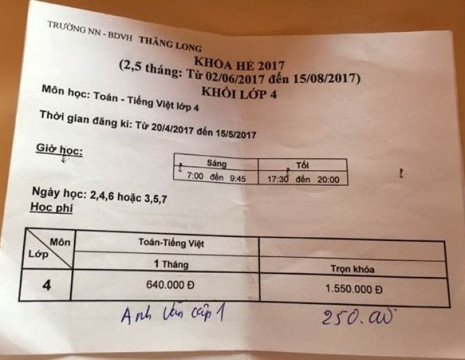 TRƯỜNG NN - BDVH THĂNG LONG
KHÓA HÈ 2017
(2,5 tháng: Từ 02/06/2017 đến 15/08/2017)
KHỐI LỚP 4
Môn học: Toán - Tiếng Việt lớp 4
Thời gian đăng kí: Từ 20/4/2017 đến 15/5/2017
Giờ học:
Sáng Tối
7:00 đến 9:45 17:30 đến 20:00
Ngày học: 2,4,6 hoặc 3,5,7
Học phí
Môn Toán-Tiếng Việt
Lớp 1 Tháng Trọn khóa
4 640.000 Đ 1.550.000 Đ
Anh Văn cấp 1 250.00